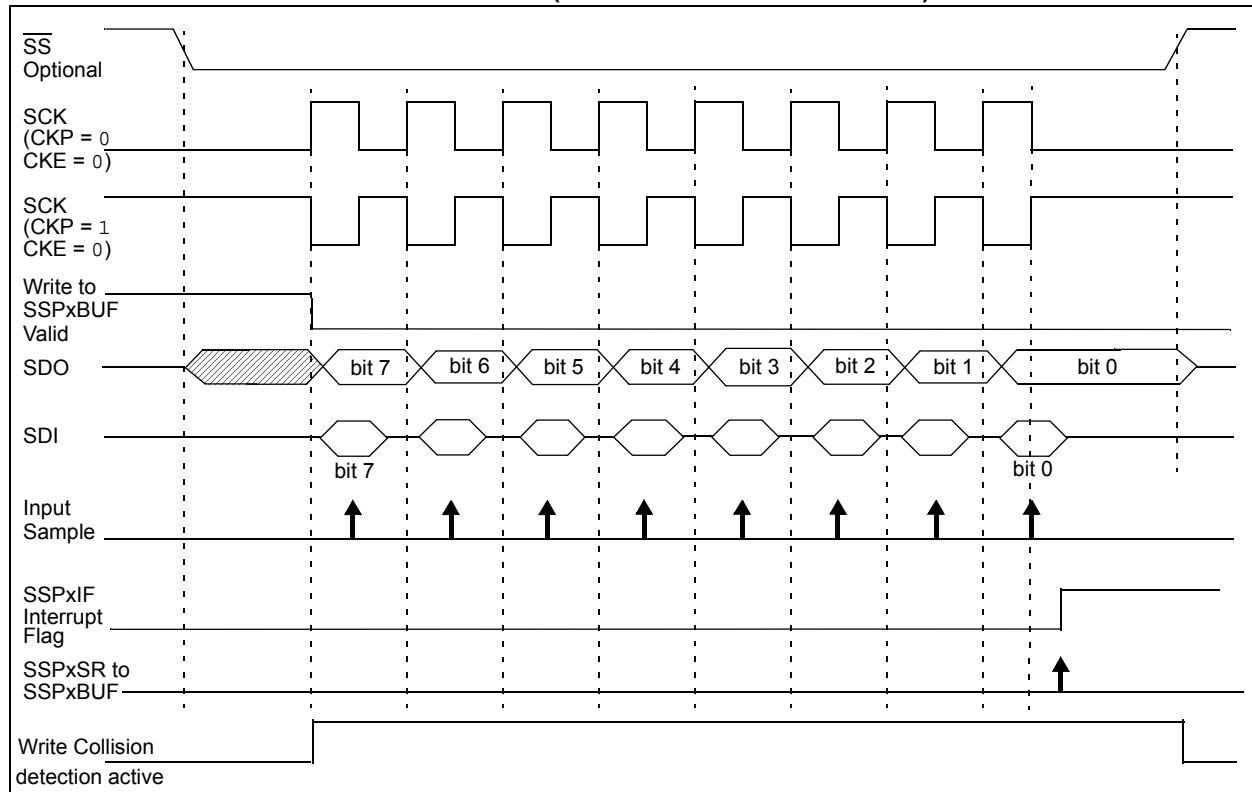 SS
Optional
SCK
(CKP = 0
CKE = 0)
SCK
(CKP = 1
CKE = 0)
Write to
SSPxBUF
Valid
SDO
bit 7 bit 6 bit 5 bit 4 bit 3 bit 2 bit 1 bit 0
SDI
bit 7 bit 0
Input
Sample
SSPxIF
Interrupt
Flag
SSPxSR to
SSPxBUF
Write Collision
detection active